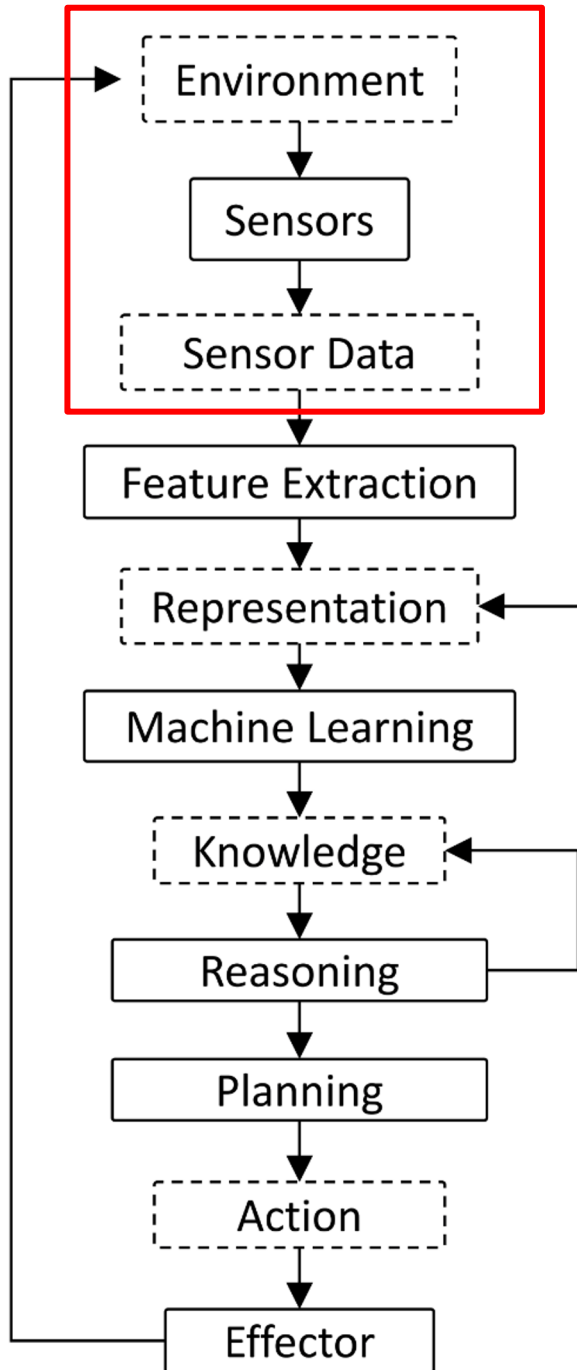 Environment
Sensors
Sensor Data
Feature Extraction
Representation
Machine Learning
Knowledge
Reasoning
Planning
Action
Effector